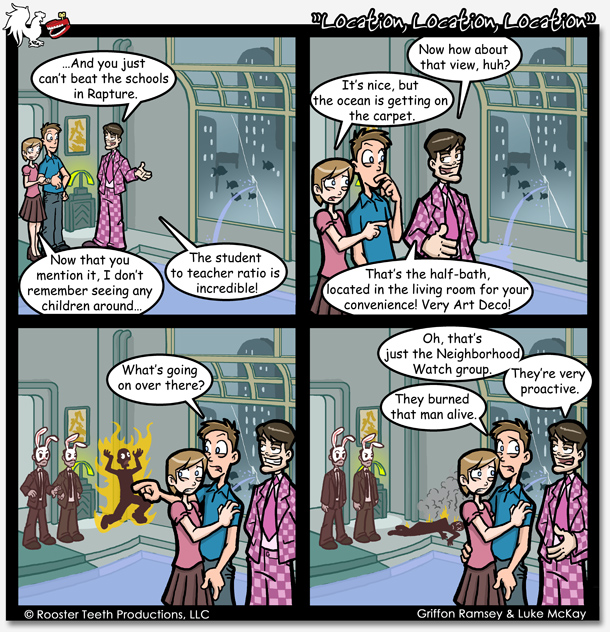 "Location, Location, Location"
...And you just
can't beat the schools
in Rapture.
Now that you
mention it, I don't
remember seeing any
children around...
The student
to teacher ratio is
incredible!
Now how about
that view, huh?
It's nice, but
the ocean is getting on
the carpet.
That's the half-bath,
located in the living room for your
convenience! Very Art Deco!
What's going
on over there?
Oh, that's
just the Neighborhood
Watch group.
They burned
that man alive.
They're very
proactive.
© Rooster Teeth Productions, LLC
Griffon Ramsey & Luke McKay